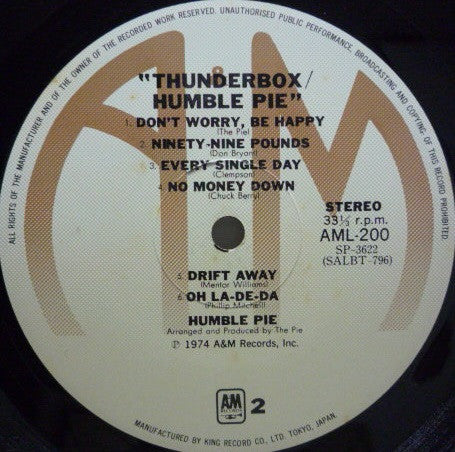 ALL RIGHTS OF THE MANUFACTURER AND OF THE OWNER OF THE RECORDED WORK RESERVED. UNAUTHORISED PUBLIC PERFORMANCE, BROADCASTING AND COPYING OF THIS RECORD PROHIBITED
"THUNDERBOX/
HUMBLE PIE"
1. DON'T WORRY, BE HAPPY
(The Pie)
2. NINETY-NINE POUNDS
(Don Bryant)
3. EVERY SINGLE DAY
(Clempson)
4. NO MONEY DOWN
(Chuck Berry)
STEREO
33⅓ r.p.m.
AML-200
SP-3622
(SALBT-796)
5. DRIFT AWAY
(Mentor Williams)
6. OH LA-DE-DA
(Phillip Mitchell)
HUMBLE PIE
Arranged and Produced by The Pie
℗ 1974 A&M Records, Inc.
AM
RECORDS
2
MANUFACTURED BY KING RECORD CO., LTD. TOKYO, JAPAN.